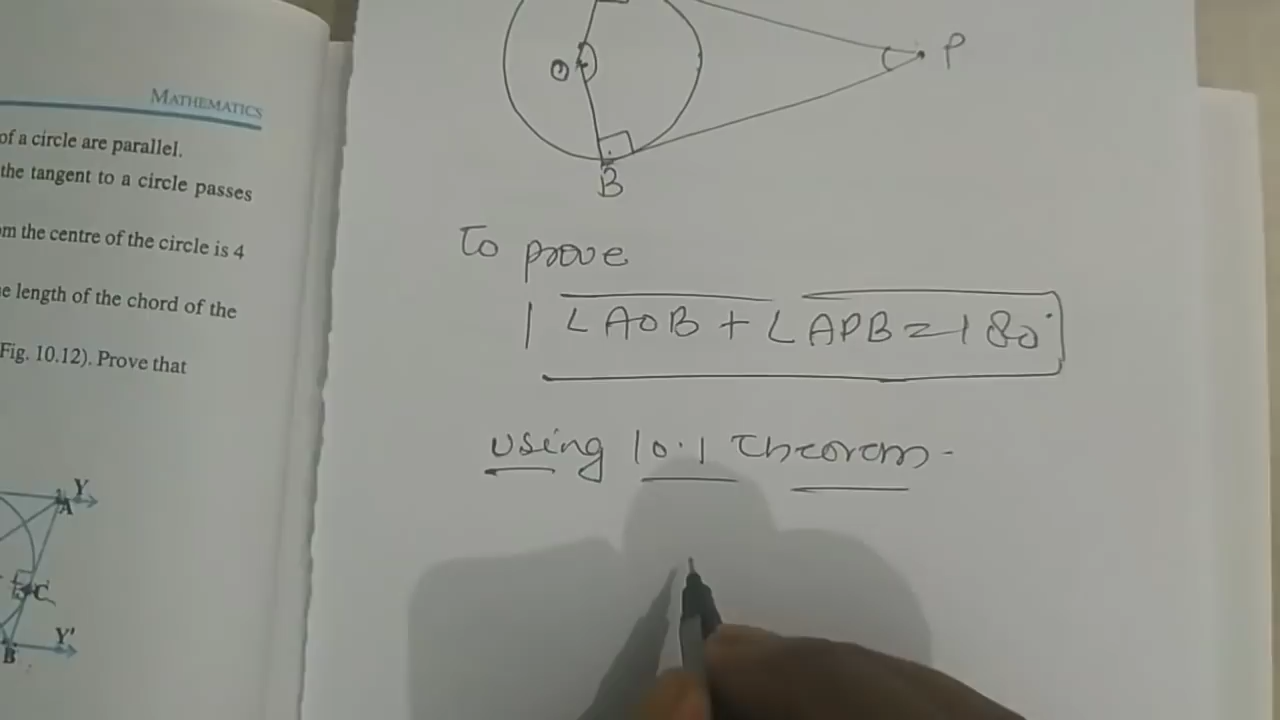 MATHEMATICS
of a circle are parallel.
the tangent to a circle passes
om the centre of the circle is 4
e length of the chord of the
Fig. 10.12). Prove that
Y
A
C
Y'
B
O
P
B
To prove
∠AOB + ∠APB = 180°
Using 10.1 Theorem.